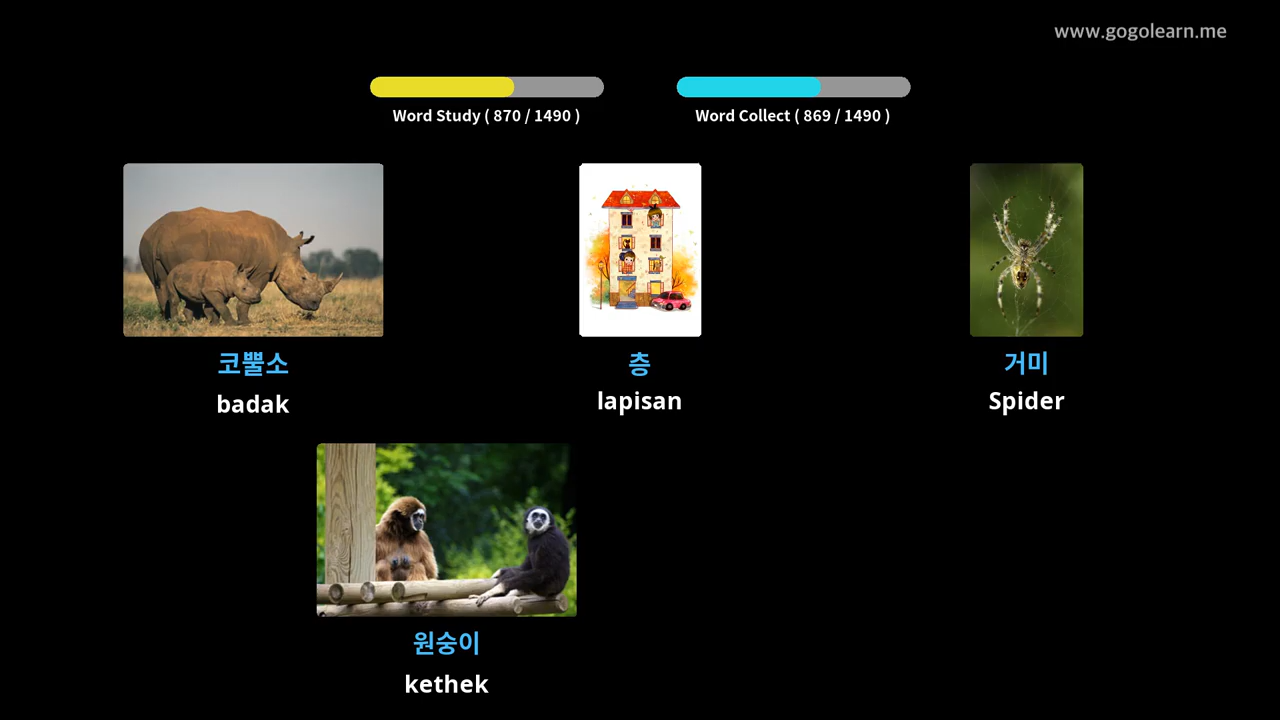 www.gogolearn.me
Word Study ( 870 / 1490 )
Word Collect ( 869 / 1490 )
코뿔소
badak
층
lapisan
거미
Spider
원숭이
kethek